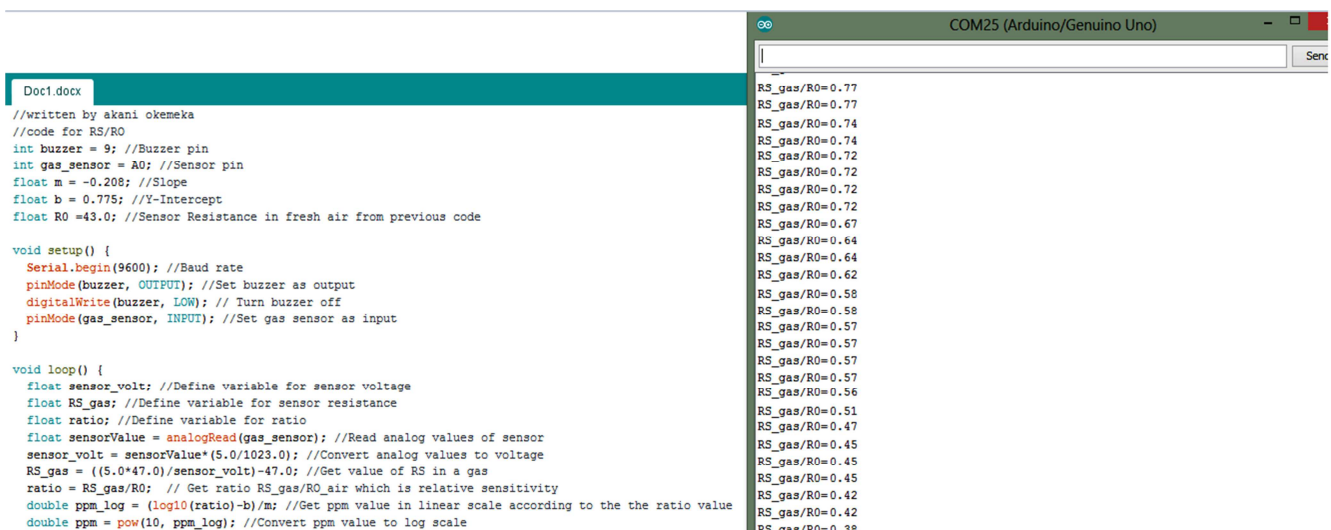 COM25 (Arduino/Genuino Uno)
Send
Doc1.docx
//written by akani okemeka
//code for RS/RO
int buzzer = 9; //Buzzer pin
int gas_sensor = A0; //Sensor pin
float m = -0.208; //Slope
float b = 0.775; //Y-Intercept
float R0 =43.0; //Sensor Resistance in fresh air from previous code
void setup() {
Serial.begin(9600); //Baud rate
pinMode(buzzer, OUTPUT); //Set buzzer as output
digitalWrite(buzzer, LOW); // Turn buzzer off
pinMode(gas_sensor, INPUT); //Set gas sensor as input
}
void loop() {
float sensor_volt; //Define variable for sensor voltage
float RS_gas; //Define variable for sensor resistance
float ratio; //Define variable for ratio
float sensorValue = analogRead(gas_sensor); //Read analog values of sensor
sensor_volt = sensorValue*(5.0/1023.0); //Convert analog values to voltage
RS_gas = ((5.0*47.0)/sensor_volt)-47.0; //Get value of RS in a gas
ratio = RS_gas/R0; // Get ratio RS_gas/RO_air which is relative sensitivity
double ppm_log = (log10(ratio)-b)/m; //Get ppm value in linear scale according to the the ratio value
double ppm = pow(10, ppm_log); //Convert ppm value to log scale
RS_gas/R0=0.77
RS_gas/R0=0.77
RS_gas/R0=0.74
RS_gas/R0=0.74
RS_gas/R0=0.72
RS_gas/R0=0.72
RS_gas/R0=0.72
RS_gas/R0=0.72
RS_gas/R0=0.67
RS_gas/R0=0.64
RS_gas/R0=0.64
RS_gas/R0=0.62
RS_gas/R0=0.58
RS_gas/R0=0.58
RS_gas/R0=0.57
RS_gas/R0=0.57
RS_gas/R0=0.57
RS_gas/R0=0.57
RS_gas/R0=0.56
RS_gas/R0=0.51
RS_gas/R0=0.47
RS_gas/R0=0.45
RS_gas/R0=0.45
RS_gas/R0=0.45
RS_gas/R0=0.42
RS_gas/R0=0.42
RS_gas/R0=0.38